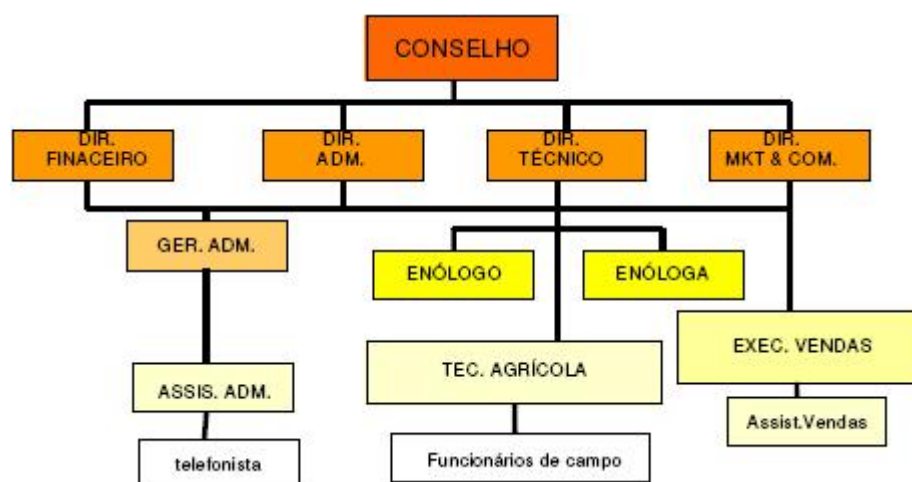 CONSELHO
DIR.
FINACEIRO
DIR.
ADM.
DIR.
TÉCNICO
DIR.
MKT & COM.
GER. ADM.
ENÓLOGO
ENÓLOGA
EXEC. VENDAS
TEC. AGRÍCOLA
ASSIS. ADM.
Assist.Vendas
telefonista
Funcionários de campo